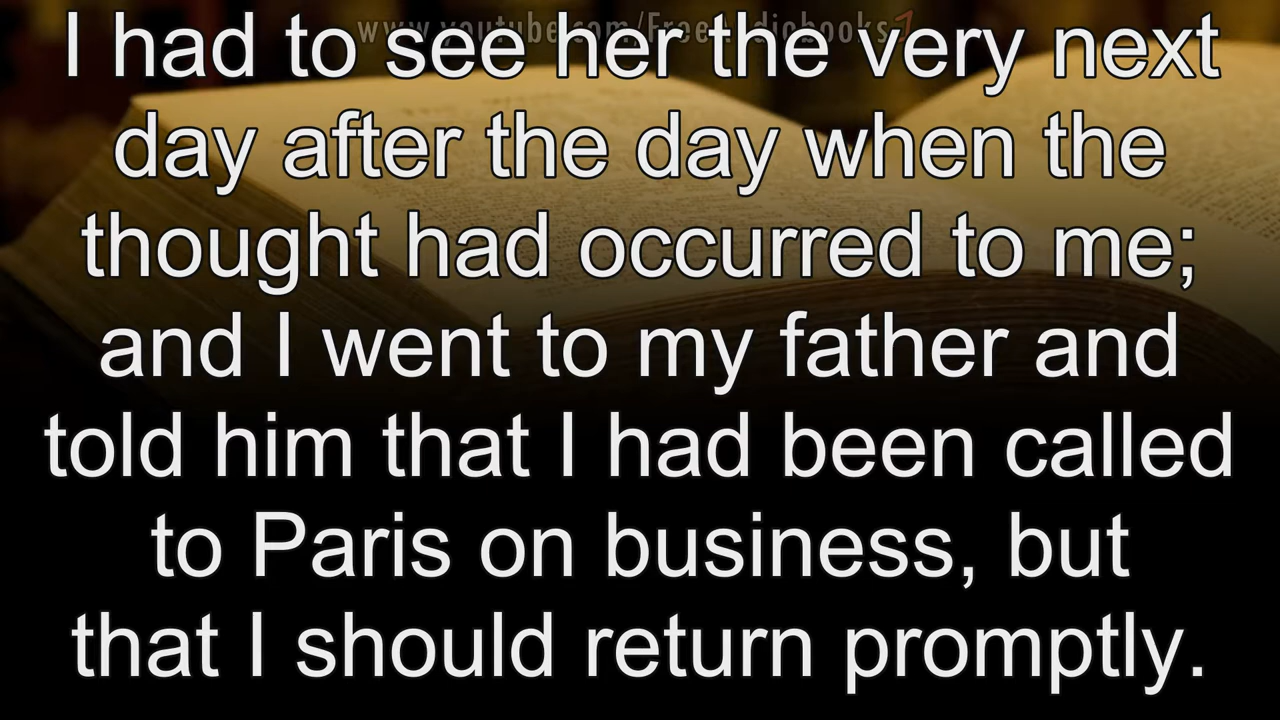 www.youtube.com/FreeAudiobooks1
I had to see her the very next
day after the day when the
thought had occurred to me;
and I went to my father and
told him that I had been called
to Paris on business, but
that I should return promptly.